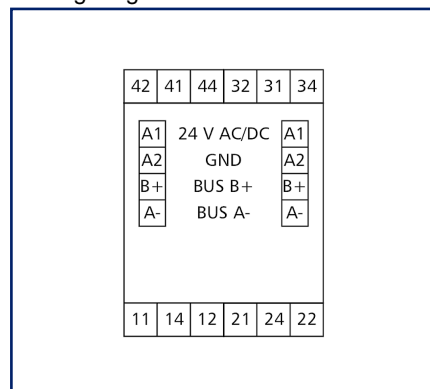 42 41 44 32 31 34
A1 24 V AC/DC A1
A2 GND A2
B+ BUS B+ B+
A- BUS A- A-
11 14 12 21 24 22